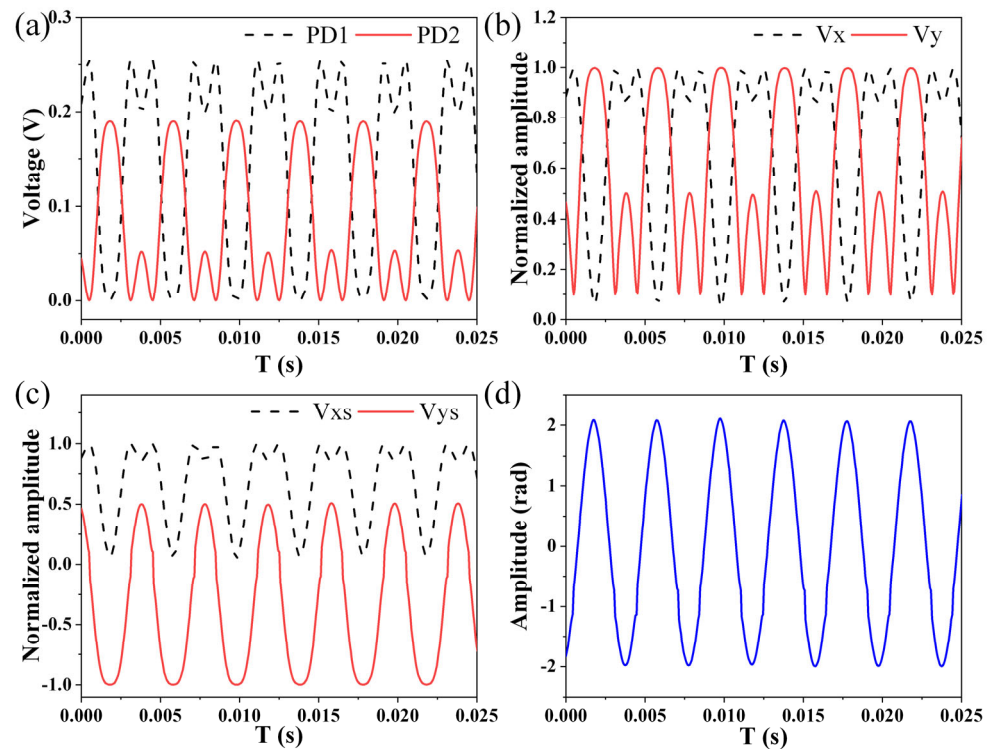 (a)
PD1 PD2
Voltage (V)
0.3
0.2
0.1
0.0
0.000 0.005 0.010 0.015 0.020 0.025
T (s)
(b)
Vx Vy
Normalized amplitude
1.2
1.0
0.8
0.6
0.4
0.2
0.0
0.000 0.005 0.010 0.015 0.020 0.025
T (s)
(c)
Vxs Vys
Normalized amplitude
1.0
0.5
0.0
-0.5
-1.0
0.000 0.005 0.010 0.015 0.020 0.025
T (s)
(d)
Amplitude (rad)
2
1
0
-1
-2
0.000 0.005 0.010 0.015 0.020 0.025
T (s)